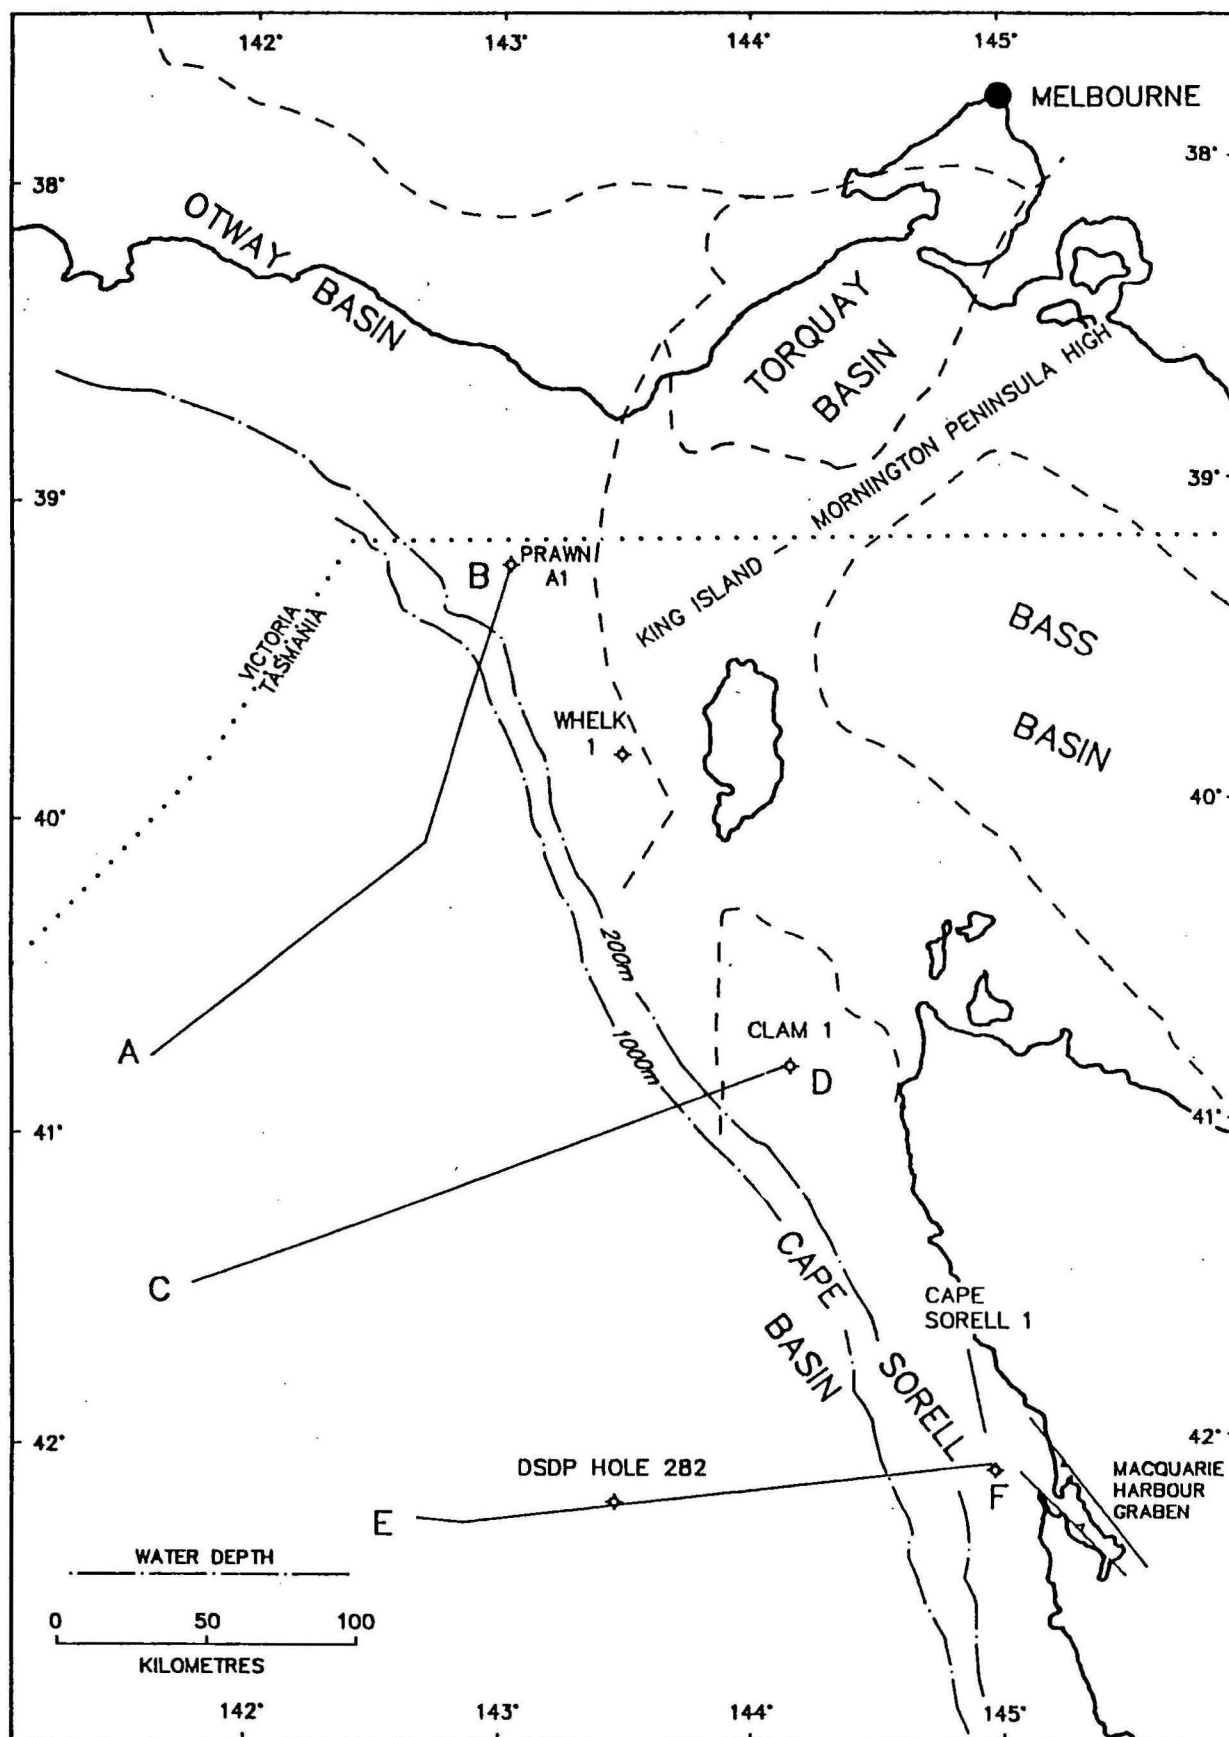 142° 143° 144° 145°
MELBOURNE
38° 38°
OTWAY
BASIN
TORQUAY
BASIN
KING ISLAND MORNINGTON PENINSULA HIGH
39° 39°
B
PRAWN
A1
VICTORIA
TASMANIA
BASS
BASIN
WHELK
1
40° 40°
200m
1000m
A
CLAM 1
D
41° 41°
C
CAPE SORELL
BASIN
CAPE
SORELL 1
42° 42°
DSDP HOLE 282
E
F
MACQUARIE
HARBOUR
GRABEN
WATER DEPTH
0 50 100
KILOMETRES
142° 143° 144° 145°